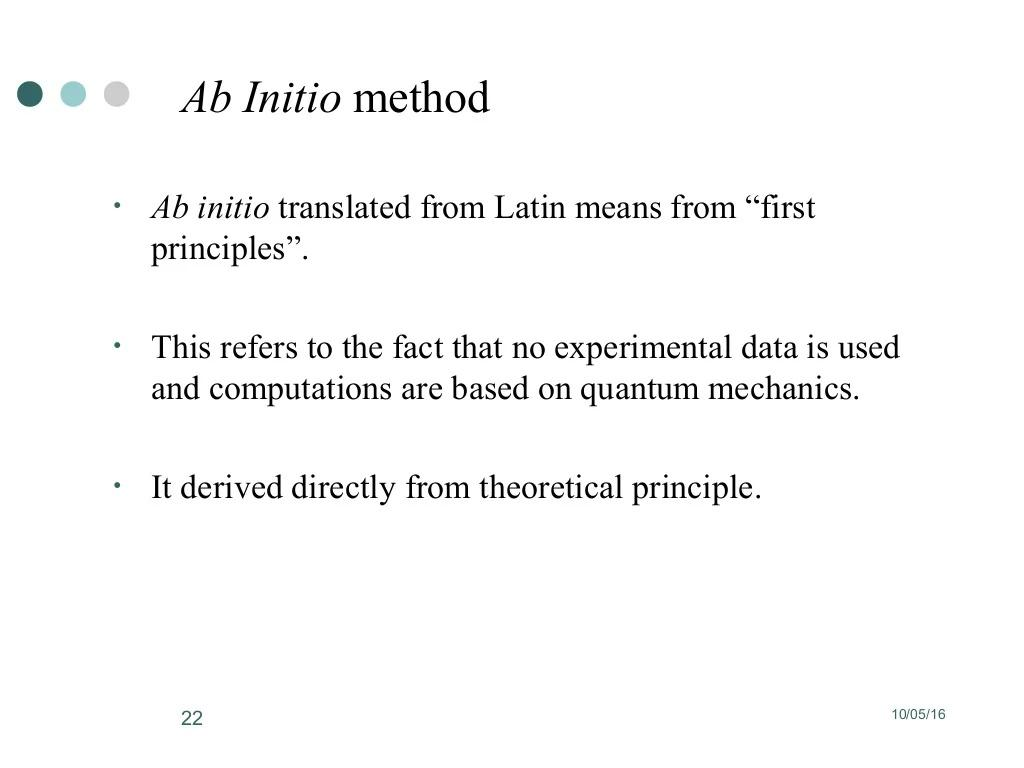 Ab Initio method
• Ab initio translated from Latin means from “first
principles”.
• This refers to the fact that no experimental data is used
and computations are based on quantum mechanics.
• It derived directly from theoretical principle.
22
10/05/16